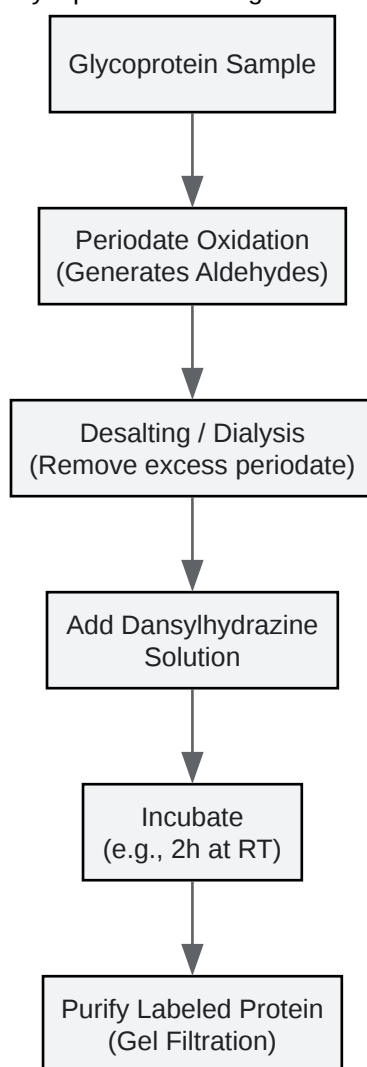 Glycoprotein Sample
Periodate Oxidation
(Generates Aldehydes)
Desalting / Dialysis
(Remove excess periodate)
Add Dansylhydrazine
Solution
Incubate
(e.g., 2h at RT)
Purify Labeled Protein
(Gel Filtration)